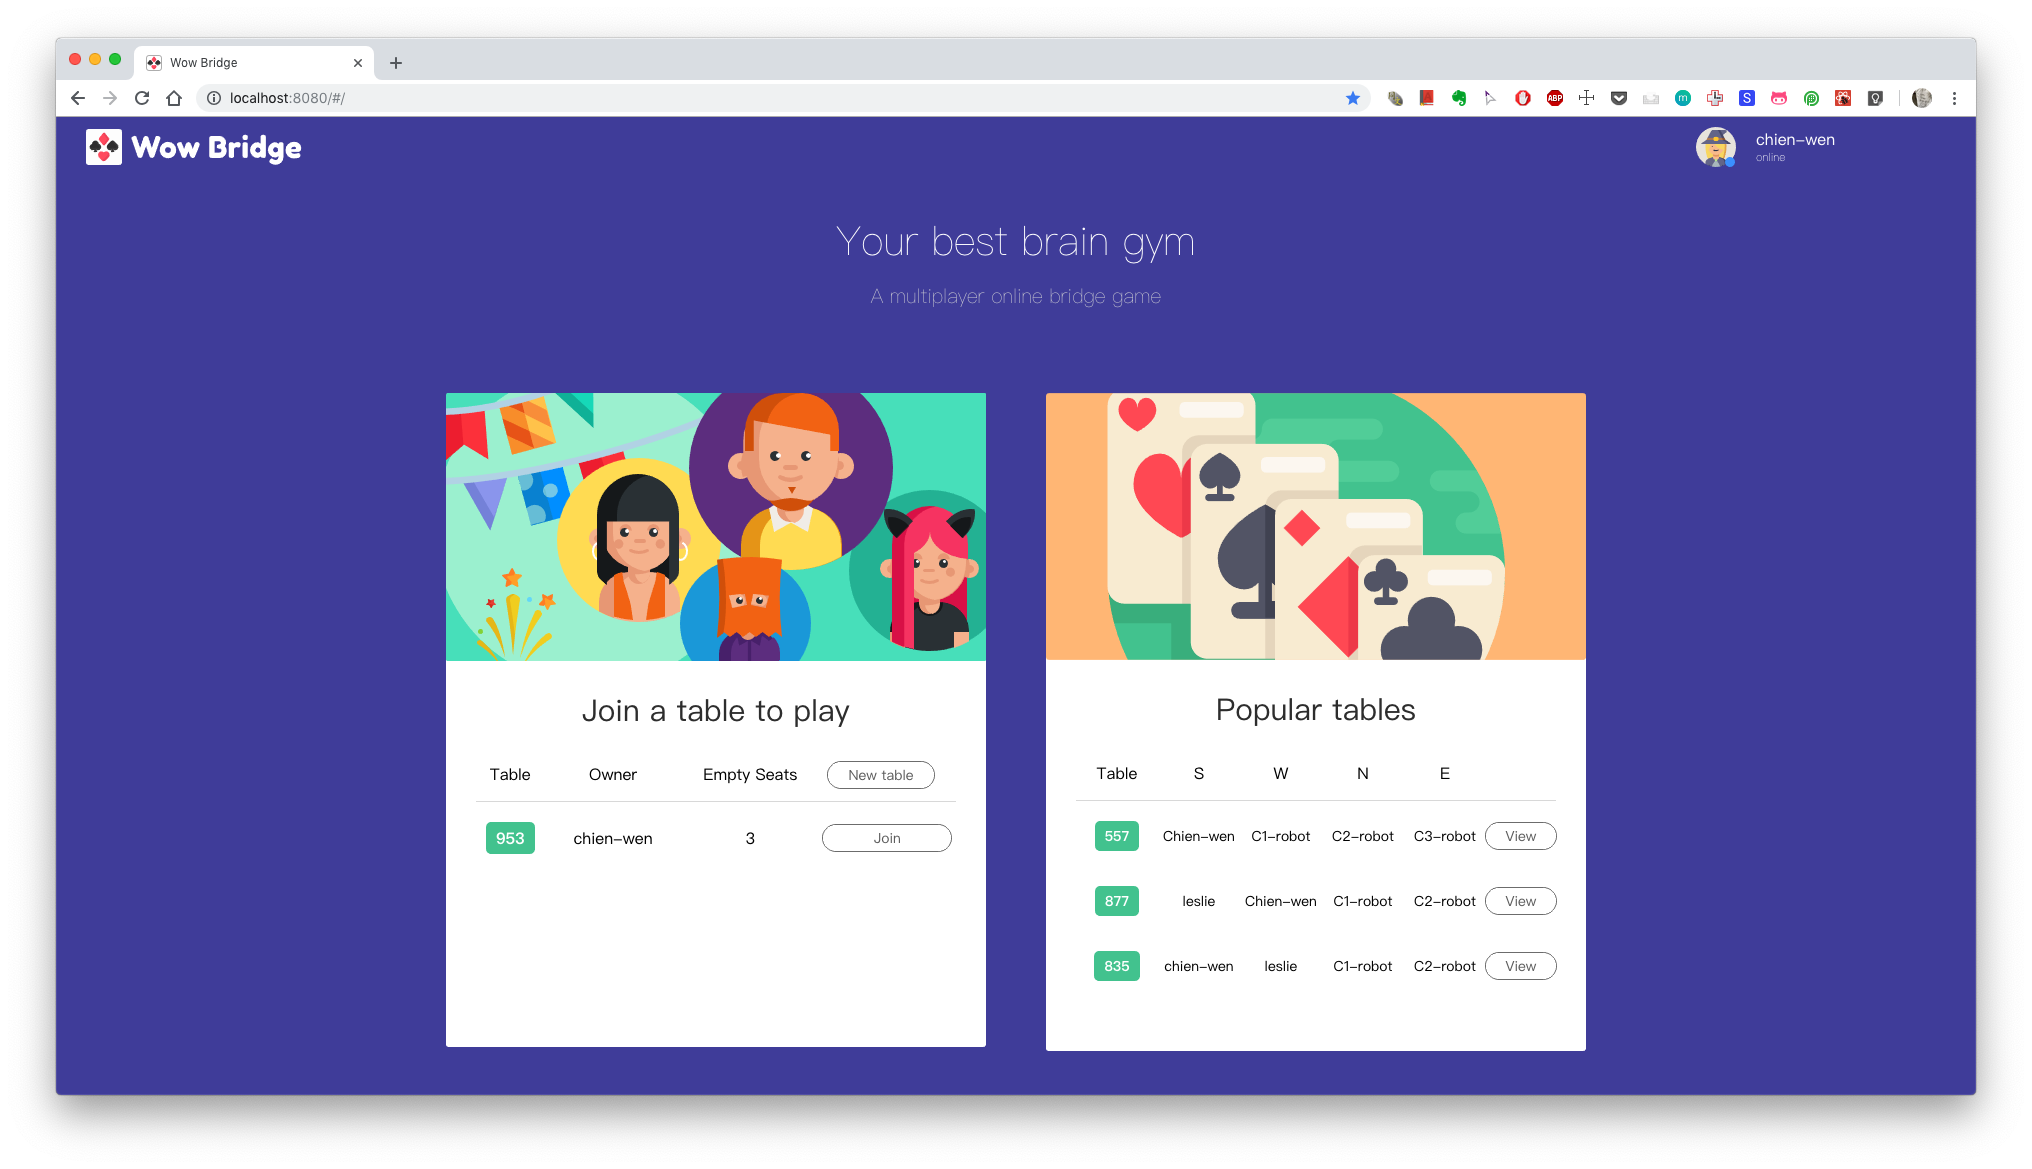 Wow Bridge
localhost:8080/#/
ABP
m
S
Wow Bridge
chien-wen
online
Your best brain gym
A multiplayer online bridge game
Join a table to play
Table Owner Empty Seats New table
953 chien-wen 3 Join
Popular tables
Table S W N E
557 Chien-wen C1-robot C2-robot C3-robot View
877 leslie Chien-wen C1-robot C2-robot View
835 chien-wen leslie C1-robot C2-robot View